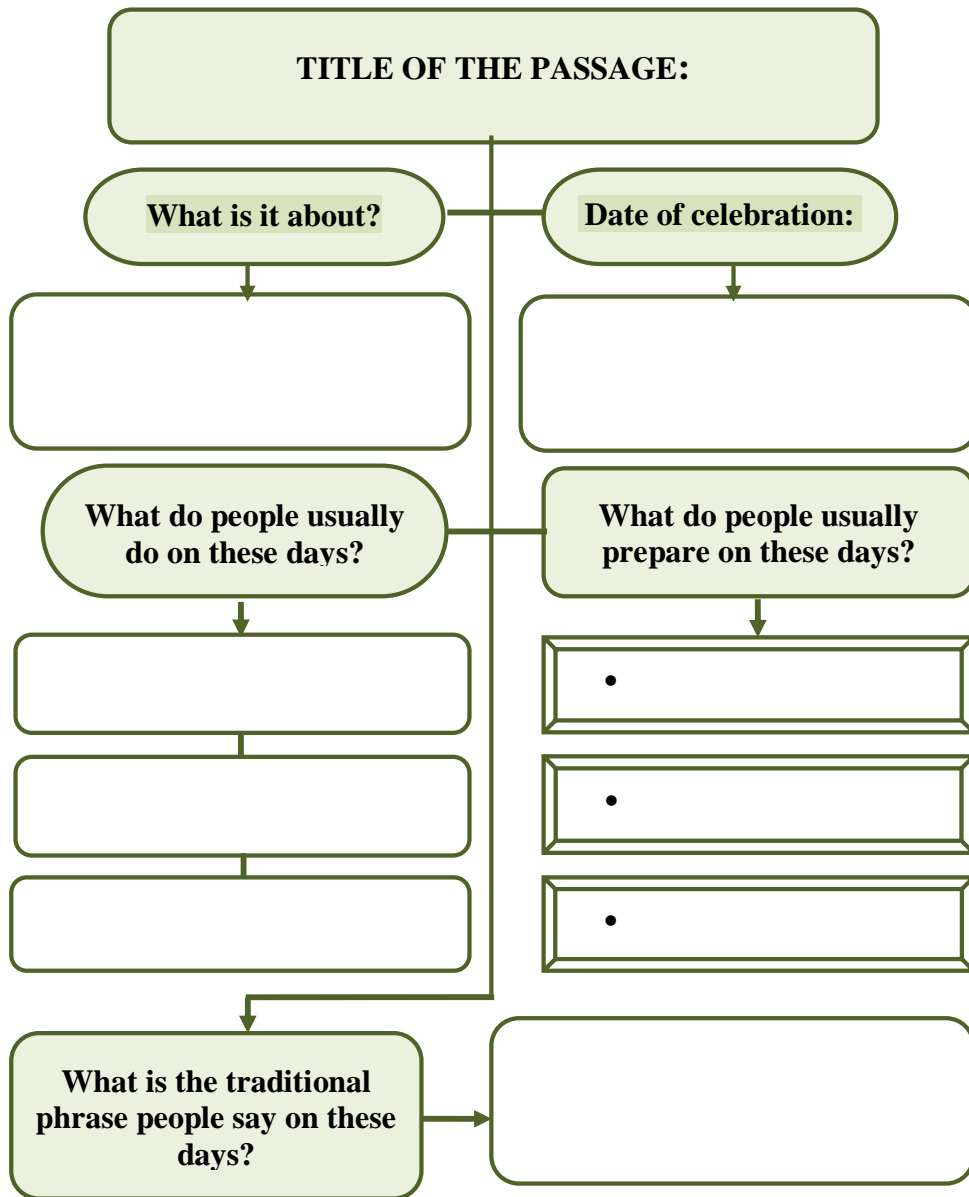 TITLE OF THE PASSAGE:
What is it about?
Date of celebration:
What do people usually
do on these days?
What do people usually
prepare on these days?
•
•
•
What is the traditional
phrase people say on these
days?